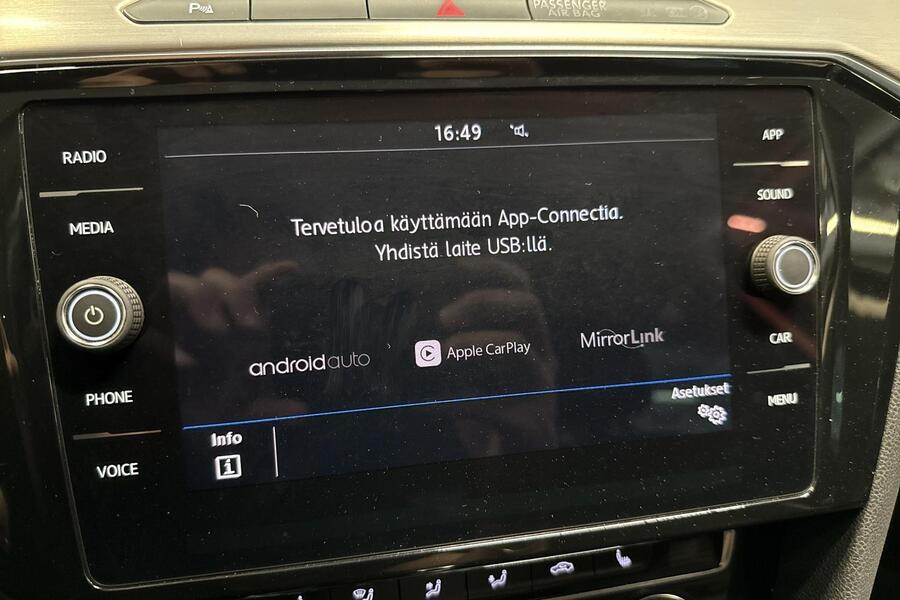 P
PASSENGER
AIR BAG
RADIO
MEDIA
PHONE
VOICE
16:49
Tervetuloa käyttämään App-Connectia.
Yhdistä laite USB:llä.
androidauto
Apple CarPlay
MirrorLink
Asetukset
Info
i
APP
SOUND
CAR
MENU